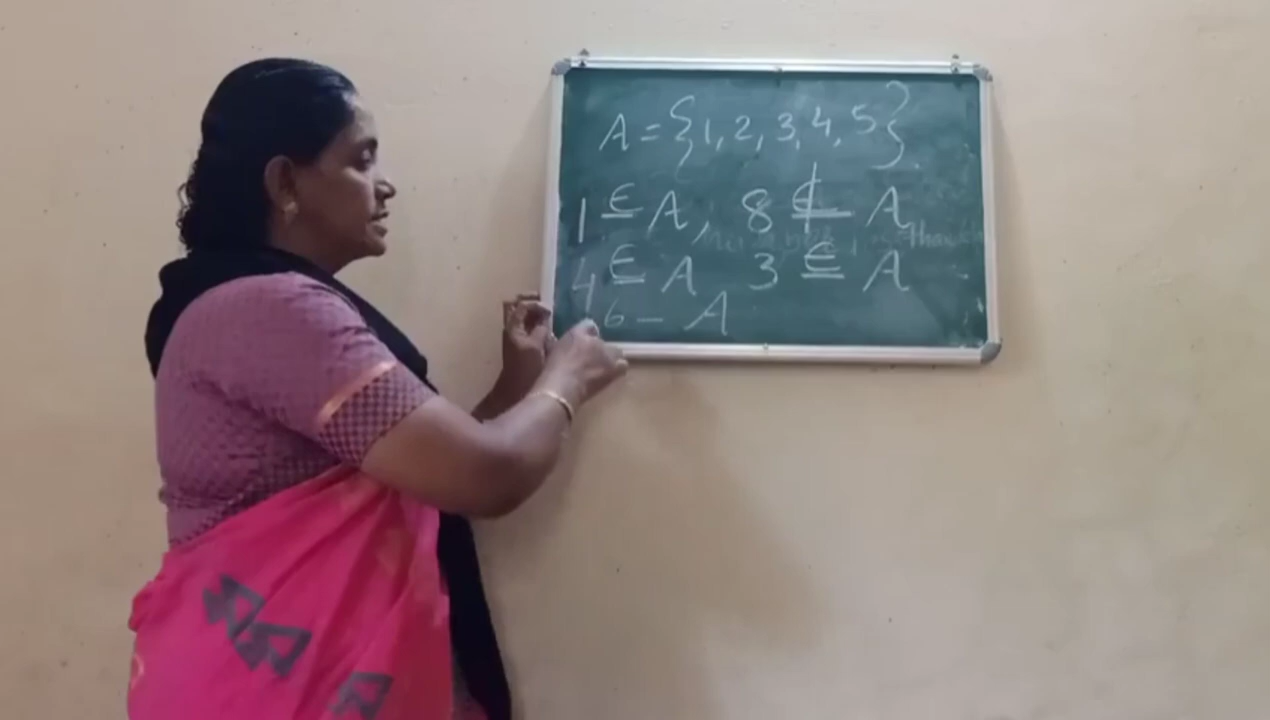 A = {1, 2, 3, 4, 5}.
1 ∈ A, 8 ∉ A,
4 ∈ A 3 ∈ A
6 — A